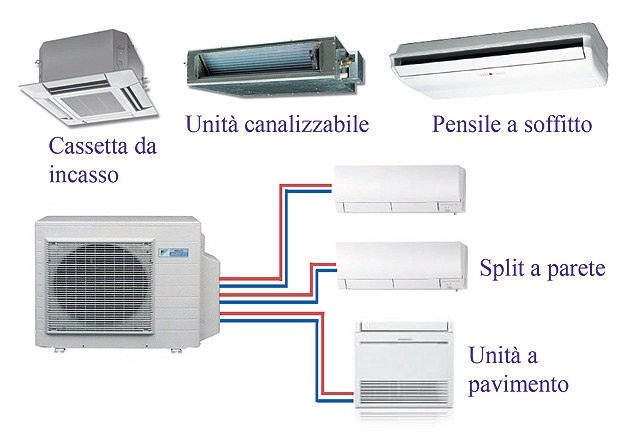 Cassetta da
incasso
Unità canalizzabile
Pensile a soffitto
Split a parete
Unità a
pavimento